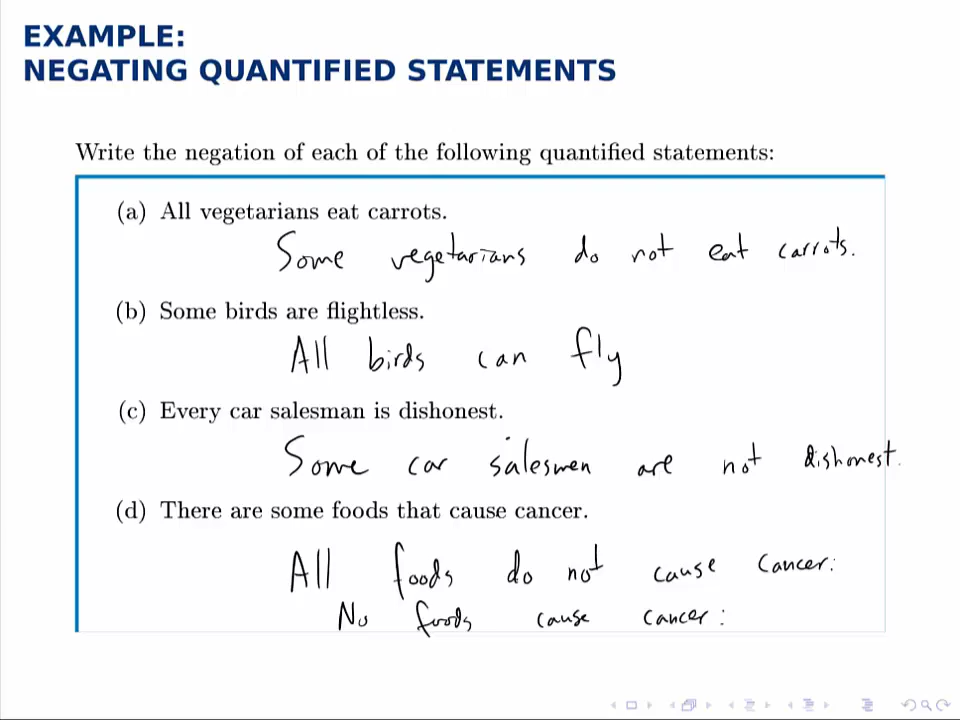 EXAMPLE:
NEGATING QUANTIFIED STATEMENTS
Write the negation of each of the following quantified statements:
(a) All vegetarians eat carrots.
Some vegetarians do not eat carrots.
(b) Some birds are flightless.
All birds can fly
(c) Every car salesman is dishonest.
Some car salesmen are not dishonest.
(d) There are some foods that cause cancer.
All foods do not cause cancer.
No foods cause cancer.